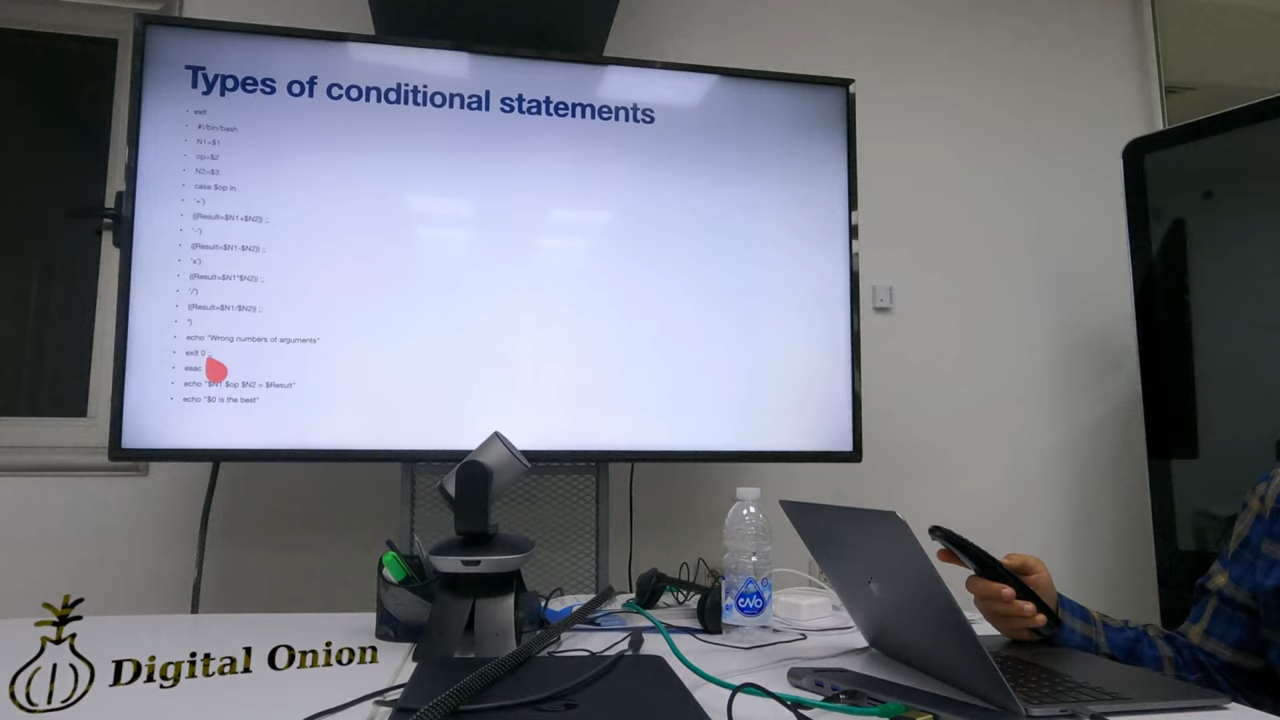 Types of conditional statements
• ex6
• #!/bin/bash
• N1=$1
• op=$2
• N2=$3
• case $op in
• '+')
• ((Result=$N1+$N2)) ;;
• '-')
• ((Result=$N1-$N2)) ;;
• 'x')
• ((Result=$N1*$N2)) ;;
• '/')
• ((Result=$N1/$N2)) ;;
• *)
• echo "Wrong numbers of arguments"
• exit 0 ;;
• esac
• echo "$N1 $op $N2 = $Result"
• echo "$0 is the best"
Digital Onion